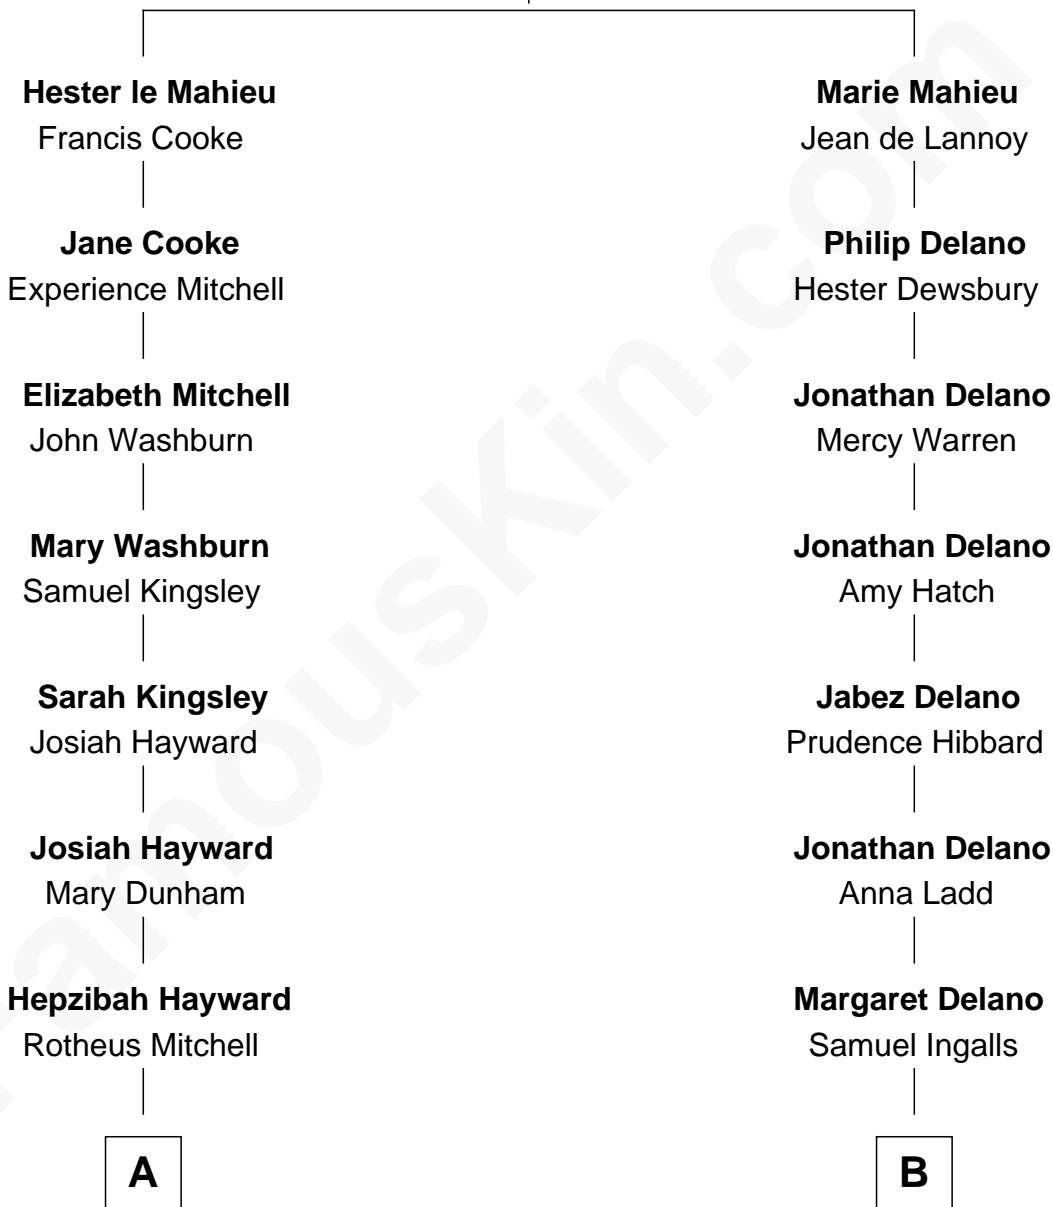 Hester le Mahieu
Francis Cooke
Jane Cooke
Experience Mitchell
Elizabeth Mitchell
John Washburn
Mary Washburn
Samuel Kingsley
Sarah Kingsley
Josiah Hayward
Josiah Hayward
Mary Dunham
Hepzibah Hayward
Rotheus Mitchell
A
Marie Mahieu
Jean de Lannoy
Philip Delano
Hester Dewsbury
Jonathan Delano
Mercy Warren
Jonathan Delano
Amy Hatch
Jabez Delano
Prudence Hibbard
Jonathan Delano
Anna Ladd
Margaret Delano
Samuel Ingalls
B
FamousKin.com